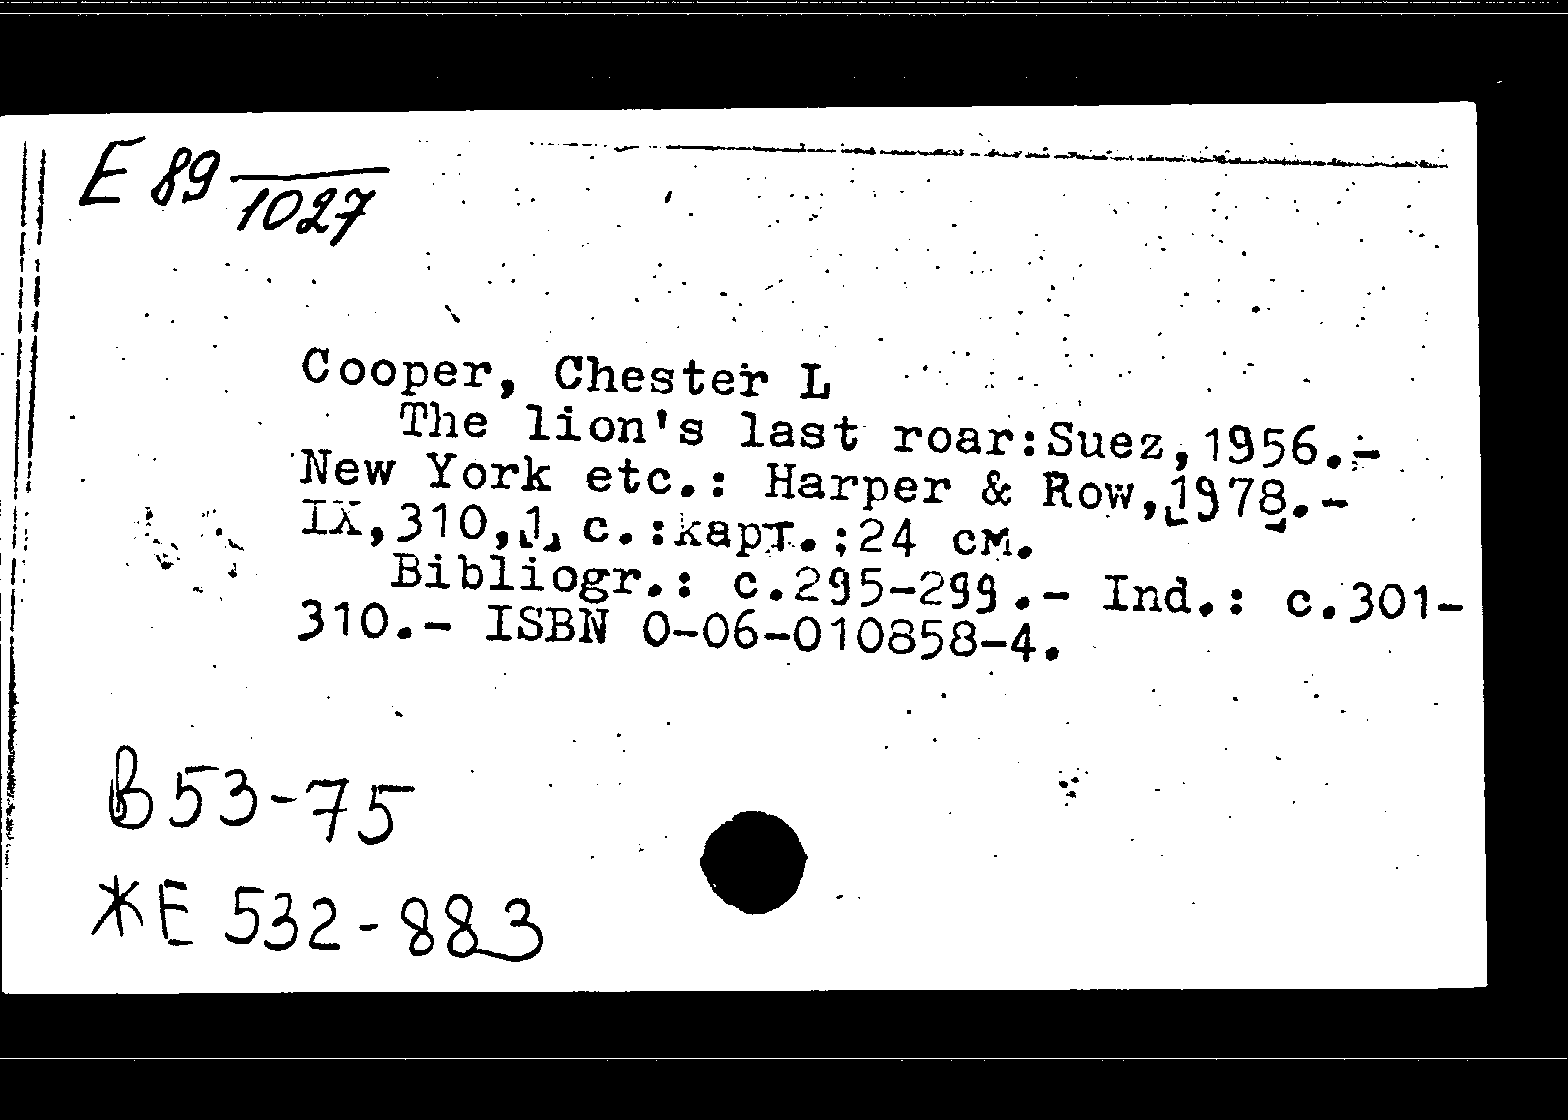 E 89
1027
Cooper, Chester L
The lion's last roar:Suez,1956.-
New York etc.: Harper & Row,1978.-
IX,310,1 с.:карт.;24 см.
Bibliogr.: с.295-299.- Ind.: с.301-
310.- ISBN 0-06-010858-4.
В 53-75
*Е 532-883